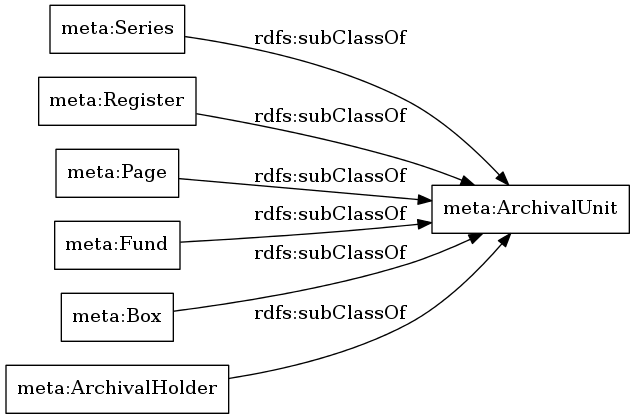 meta:Series
rdfs:subClassOf
meta:Register
rdfs:subClassOf
meta:Page
rdfs:subClassOf
meta:ArchivalUnit
rdfs:subClassOf
meta:Fund
rdfs:subClassOf
meta:Box
rdfs:subClassOf
meta:ArchivalHolder